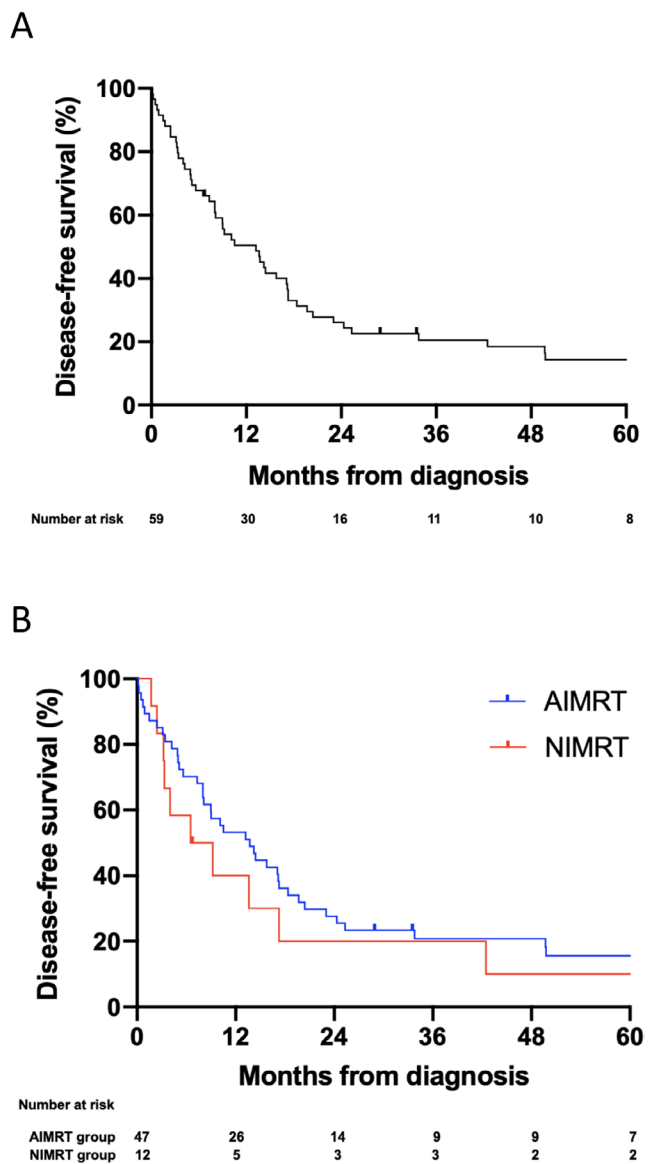 A
Disease-free survival (%)
100
80
60
40
20
0
0 12 24 36 48 60
Months from diagnosis
Number at risk 59 30 16 11 10 8
B
Disease-free survival (%)
100
80
60
40
20
0
AIMRT
NIMRT
0 12 24 36 48 60
Months from diagnosis
Number at risk
AIMRT group 47 26 14 9 9 7
NIMRT group 12 5 3 3 2 2